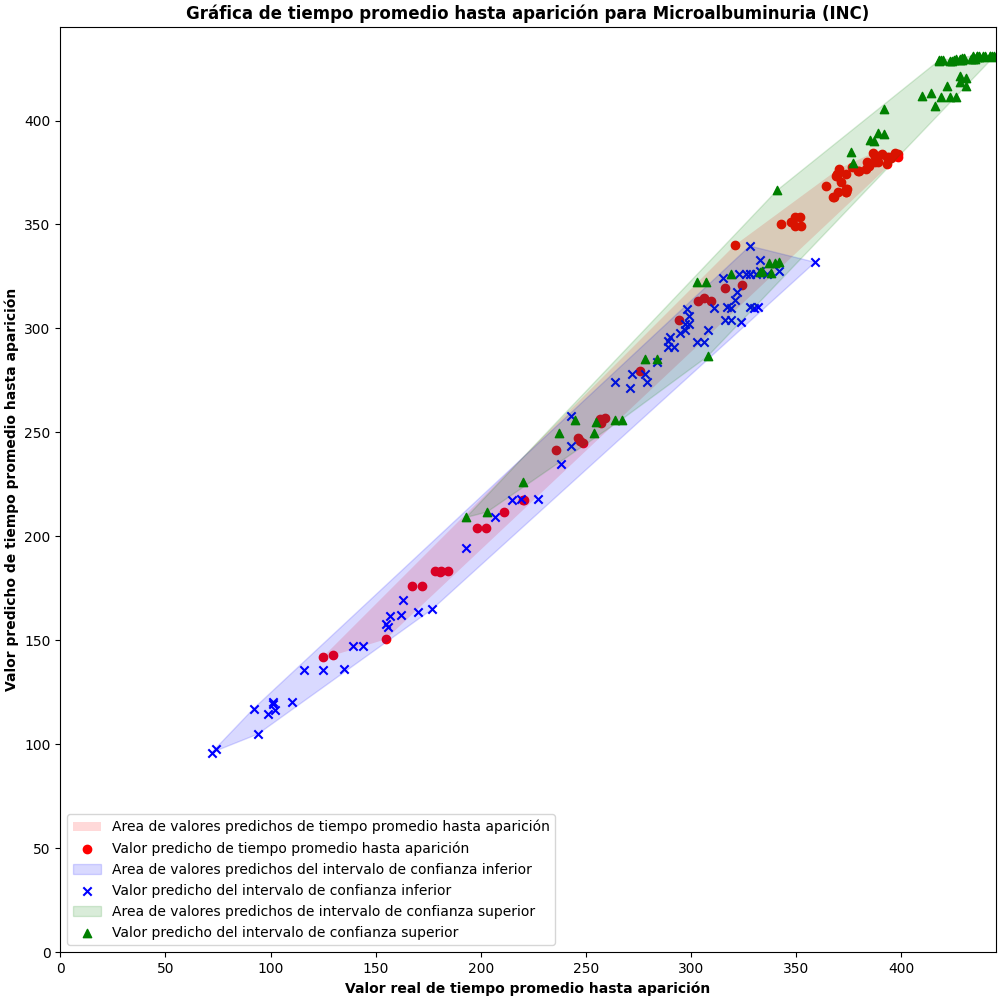 Gráfica de tiempo promedio hasta aparición para Microalbuminuria (INC)
Valor predicho de tiempo promedio hasta aparición
400
350
300
250
200
150
100
50
0
Area de valores predichos de tiempo promedio hasta aparición
Valor predicho de tiempo promedio hasta aparición
Area de valores predichos del intervalo de confianza inferior
Valor predicho del intervalo de confianza inferior
Area de valores predichos de intervalo de confianza superior
Valor predicho del intervalo de confianza superior
0 50 100 150 200 250 300 350 400
Valor real de tiempo promedio hasta aparición